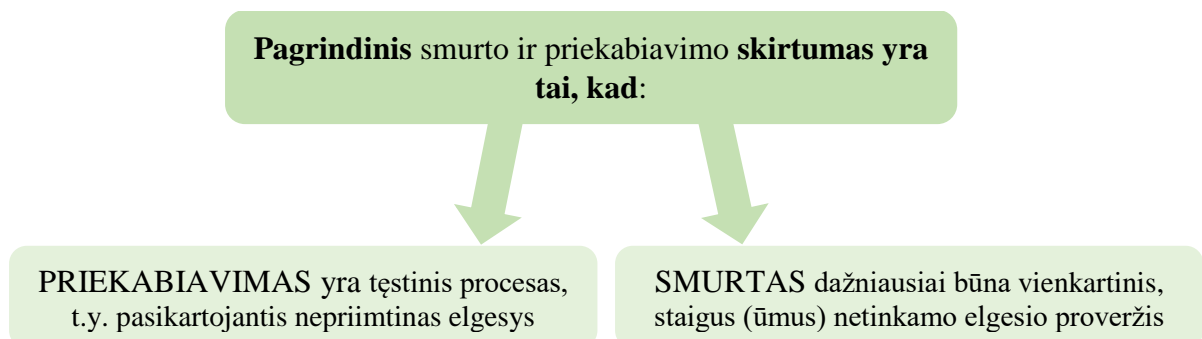 Pagrindinis smurto ir priekabiavimo skirtumas yra
tai, kad:
PRIEKABIAVIMAS yra tęstinis procesas,
t.y. pasikartojantis nepriimtinas elgesys
SMURTAS dažniausiai būna vienkartinis,
staigus (ūmus) netinkamo elgesio proveržis